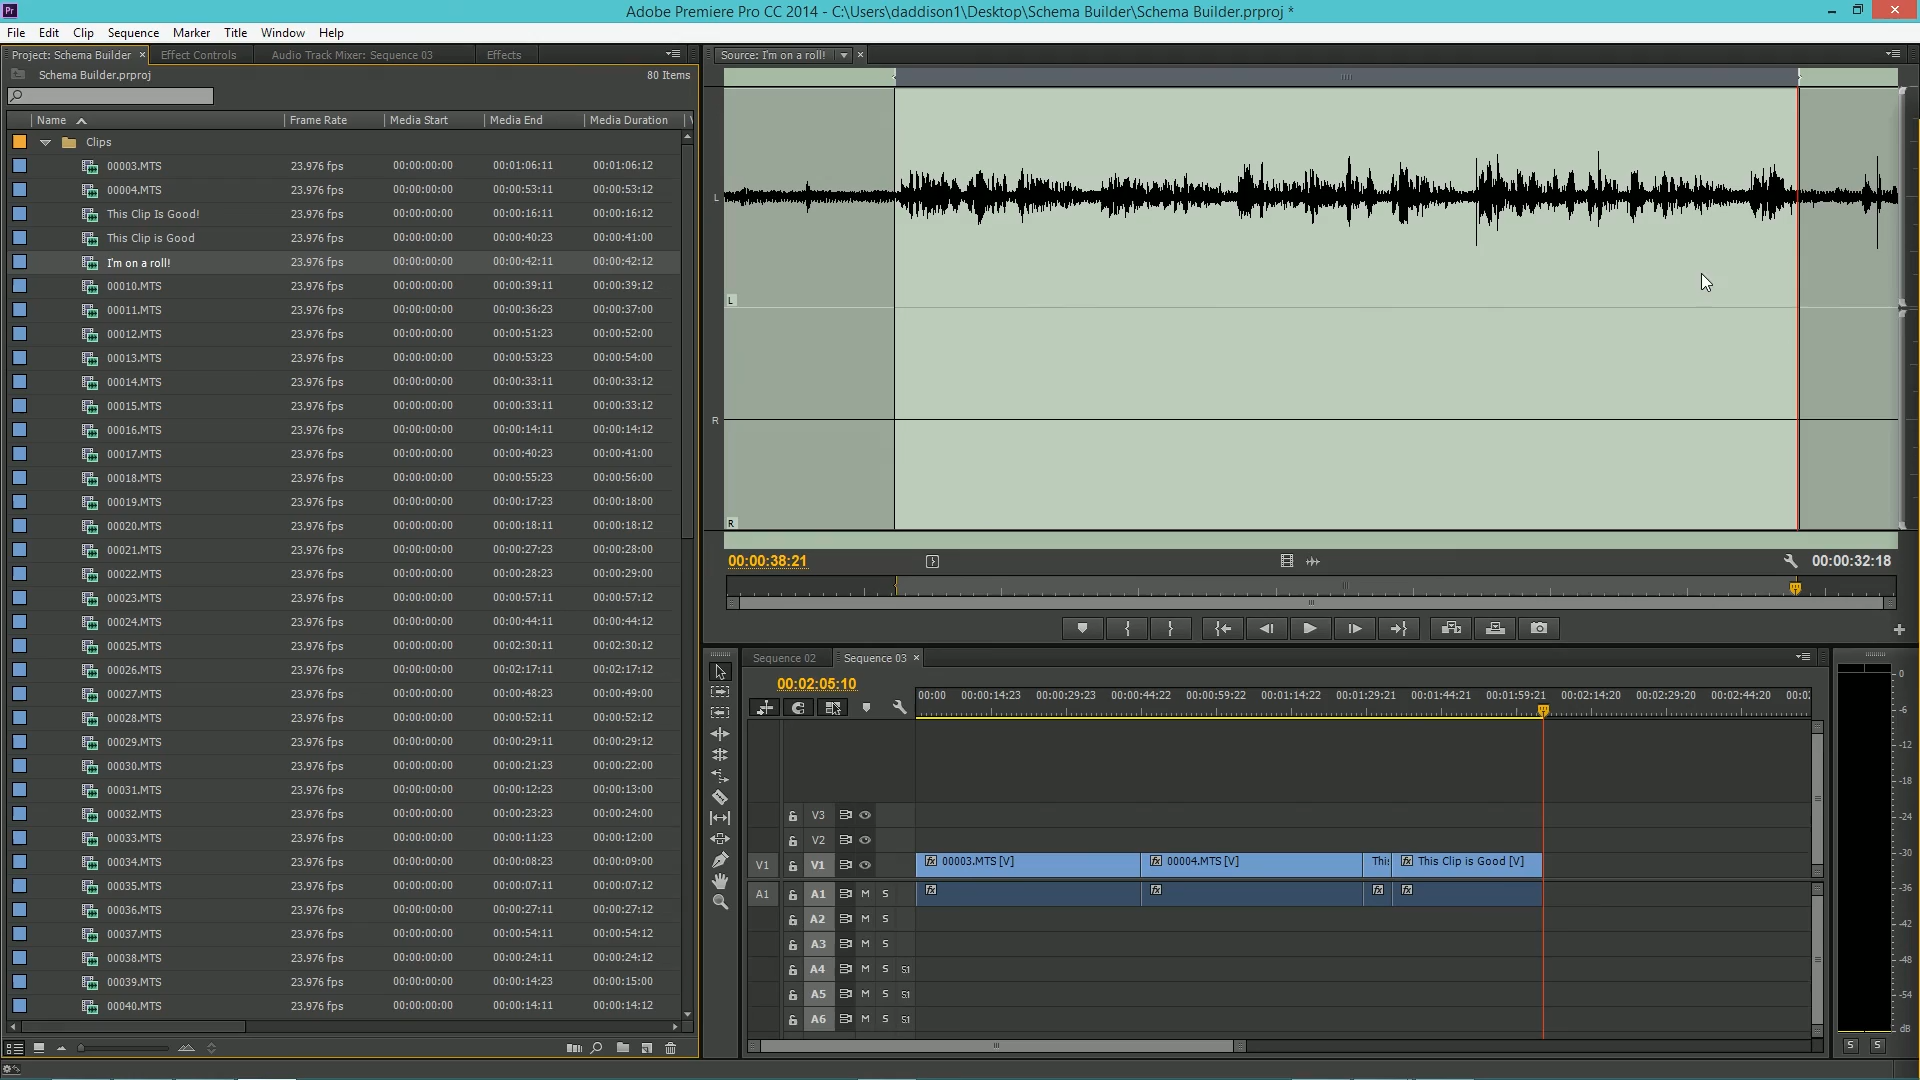 Adobe Premiere Pro CC 2014 - C:\Users\daddison1\Desktop\Schema Builder\Schema Builder.prproj *
File Edit Clip Sequence Marker Title Window Help
Project: Schema Builder Effect Controls Audio Track Mixer: Sequence 03 Effects
Schema Builder.prproj 80 Items
Name Frame Rate Media Start Media End Media Duration
Clips
00003.MTS 23.976 fps 00:00:00:00 00:01:06:11 00:01:06:12
00004.MTS 23.976 fps 00:00:00:00 00:00:53:11 00:00:53:12
This Clip Is Good! 23.976 fps 00:00:00:00 00:00:16:11 00:00:16:12
This Clip is Good 23.976 fps 00:00:00:00 00:00:40:23 00:00:41:00
I'm on a roll! 23.976 fps 00:00:00:00 00:00:42:11 00:00:42:12
00010.MTS 23.976 fps 00:00:00:00 00:00:39:11 00:00:39:12
00011.MTS 23.976 fps 00:00:00:00 00:00:36:23 00:00:37:00
00012.MTS 23.976 fps 00:00:00:00 00:00:51:23 00:00:52:00
00013.MTS 23.976 fps 00:00:00:00 00:00:53:23 00:00:54:00
00014.MTS 23.976 fps 00:00:00:00 00:00:33:11 00:00:33:12
00015.MTS 23.976 fps 00:00:00:00 00:00:33:11 00:00:33:12
00016.MTS 23.976 fps 00:00:00:00 00:00:14:11 00:00:14:12
00017.MTS 23.976 fps 00:00:00:00 00:00:40:23 00:00:41:00
00018.MTS 23.976 fps 00:00:00:00 00:00:55:23 00:00:56:00
00019.MTS 23.976 fps 00:00:00:00 00:00:17:23 00:00:18:00
00020.MTS 23.976 fps 00:00:00:00 00:00:18:11 00:00:18:12
00021.MTS 23.976 fps 00:00:00:00 00:00:27:23 00:00:28:00
00022.MTS 23.976 fps 00:00:00:00 00:00:28:23 00:00:29:00
00023.MTS 23.976 fps 00:00:00:00 00:00:57:11 00:00:57:12
00024.MTS 23.976 fps 00:00:00:00 00:00:44:11 00:00:44:12
00025.MTS 23.976 fps 00:00:00:00 00:02:30:11 00:02:30:12
00026.MTS 23.976 fps 00:00:00:00 00:02:17:11 00:02:17:12
00027.MTS 23.976 fps 00:00:00:00 00:00:48:23 00:00:49:00
00028.MTS 23.976 fps 00:00:00:00 00:00:52:11 00:00:52:12
00029.MTS 23.976 fps 00:00:00:00 00:00:29:11 00:00:29:12
00030.MTS 23.976 fps 00:00:00:00 00:00:21:23 00:00:22:00
00031.MTS 23.976 fps 00:00:00:00 00:00:12:23 00:00:13:00
00032.MTS 23.976 fps 00:00:00:00 00:00:23:23 00:00:24:00
00033.MTS 23.976 fps 00:00:00:00 00:00:11:23 00:00:12:00
00034.MTS 23.976 fps 00:00:00:00 00:00:08:23 00:00:09:00
00035.MTS 23.976 fps 00:00:00:00 00:00:07:11 00:00:07:12
00036.MTS 23.976 fps 00:00:00:00 00:00:27:11 00:00:27:12
00037.MTS 23.976 fps 00:00:00:00 00:00:54:11 00:00:54:12
00038.MTS 23.976 fps 00:00:00:00 00:00:24:11 00:00:24:12
00039.MTS 23.976 fps 00:00:00:00 00:00:14:23 00:00:15:00
00040.MTS 23.976 fps 00:00:00:00 00:00:14:11 00:00:14:12
Source: I'm on a roll!
L
L
R
R
00:00:38:21 00:00:32:18
Sequence 02 Sequence 03
00:02:05:10
00:00 00:00:14:23 00:00:29:23 00:00:44:22 00:00:59:22 00:01:14:22 00:01:29:21 00:01:44:21 00:01:59:21 00:02:14:20 00:02:29:20 00:02:44:20 00:0
V3
V2
V1 V1 fx 00003.MTS [V] fx 00004.MTS [V] This fx This Clip is Good [V]
A1 A1 M S fx fx fx fx
A2 M S
A3 M S
A4 M S S1
A5 M S S1
A6 M S S1
0
-6
-12
-18
-24
-30
-36
-42
-48
-54
dB
S S